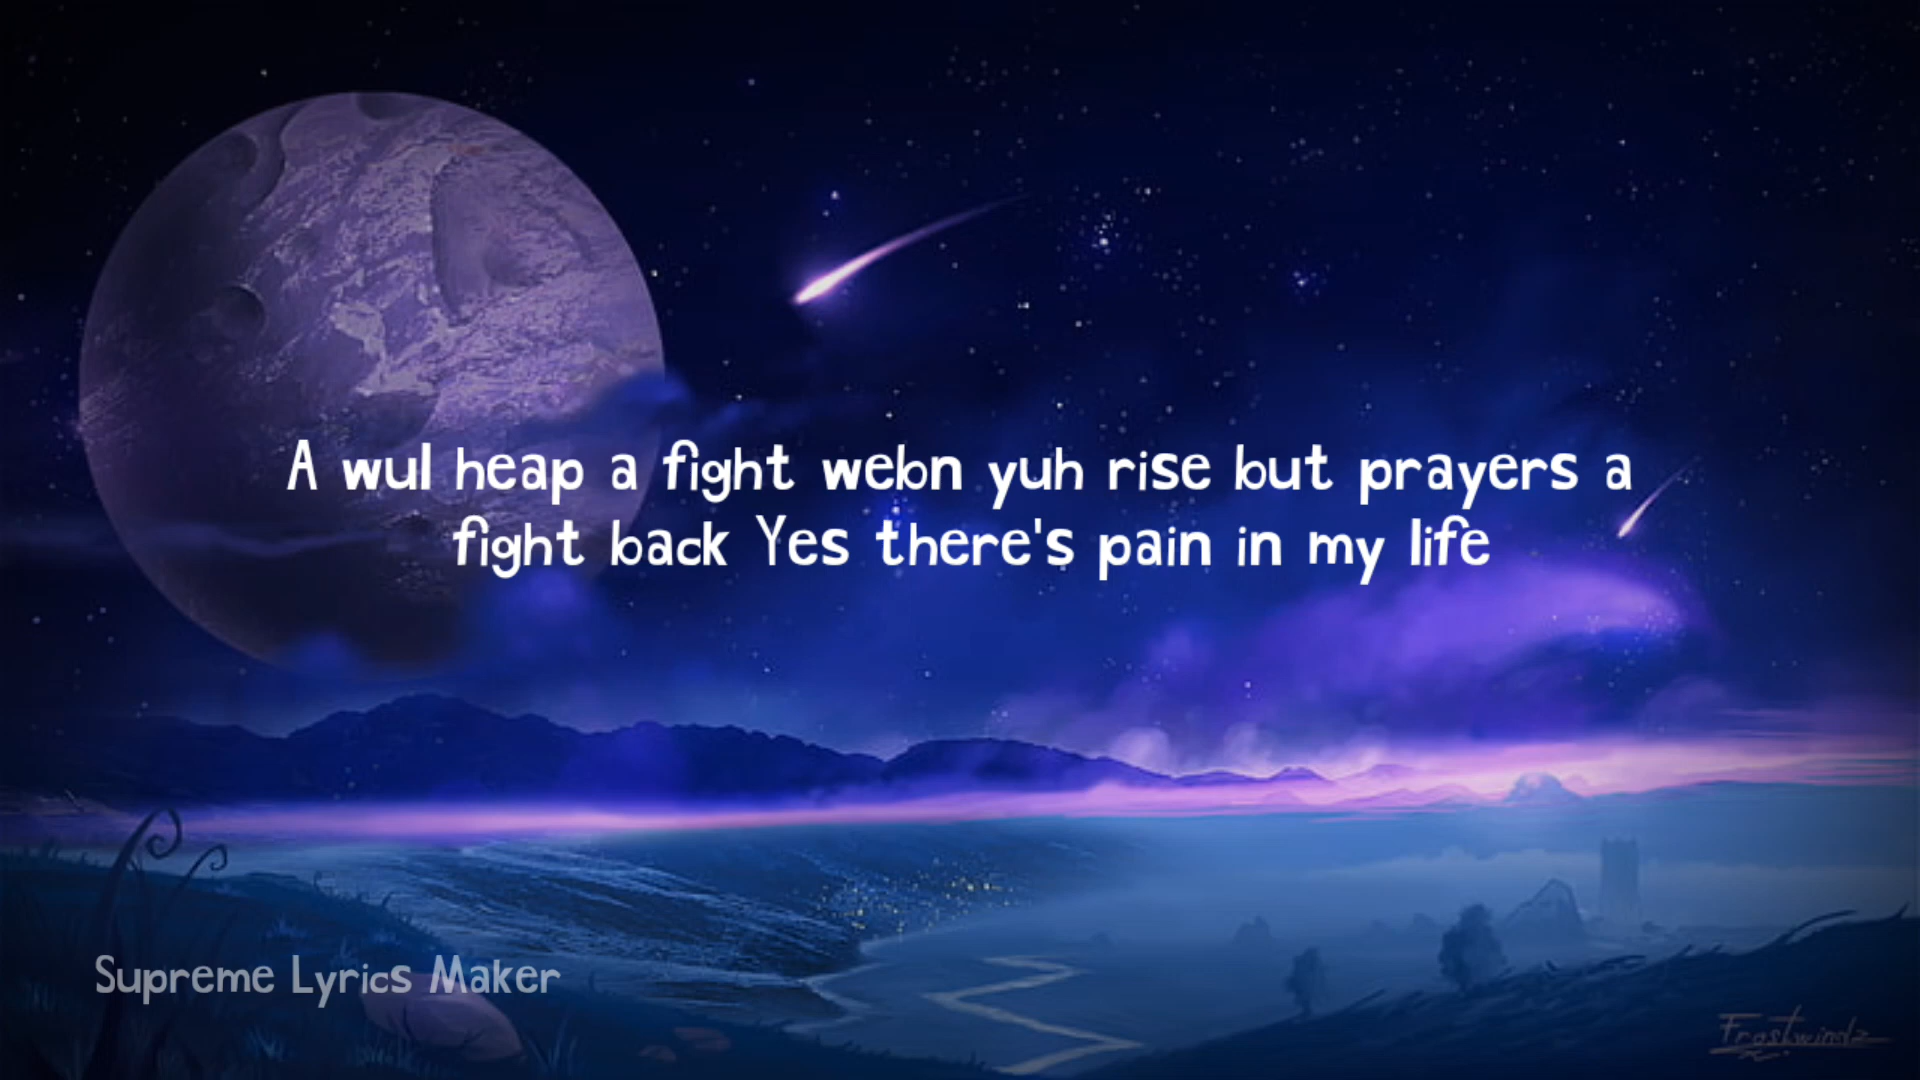 A wul heap a fight webn yuh rise but prayers a
fight back Yes there's pain in my life
Supreme Lyrics Maker
Frostwindz